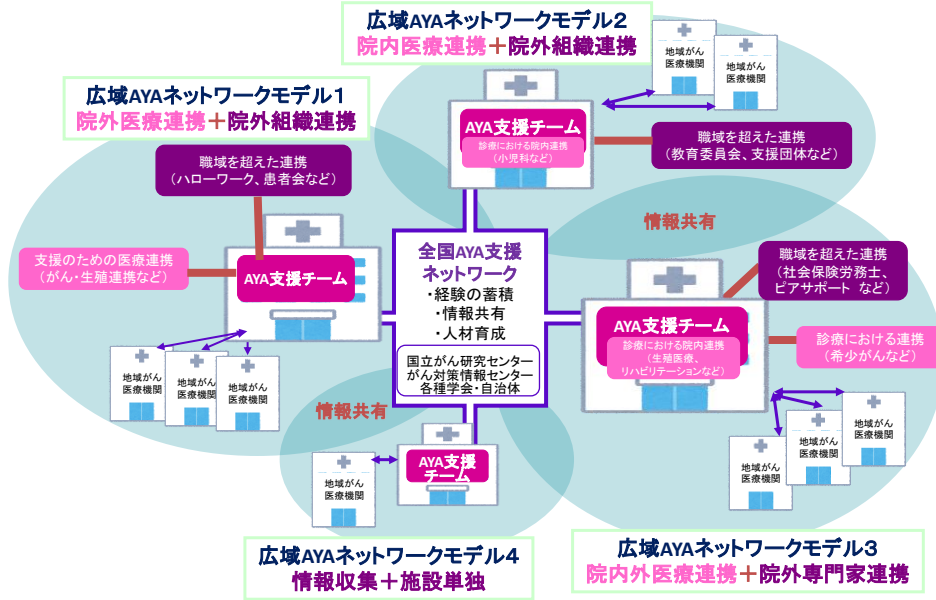 広域AYAネットワークモデル2
院内医療連携＋院外組織連携
地域がん
医療機関
地域がん
医療機関
AYA支援チーム
診療における院内連携
（小児科など）
職域を超えた連携
（教育委員会、支援団体など）
広域AYAネットワークモデル1
院外医療連携＋院外組織連携
職域を超えた連携
（ハローワーク、患者会など）
支援のための医療連携
（がん・生殖連携など）
AYA支援チーム
地域がん
医療機関
地域がん
医療機関
地域がん
医療機関
全国AYA支援
ネットワーク
・経験の蓄積
・情報共有
・人材育成
国立がん研究センター
がん対策情報センター
各種学会・自治体
情報共有
職域を超えた連携
（社会保険労務士、
ピアサポート など）
AYA支援チーム
診療における院内連携
（生殖医療、
リハビリテーションなど）
診療における連携
（希少がんなど）
地域がん
医療機関
地域がん
医療機関
地域がん
医療機関
情報共有
AYA支援
チーム
地域がん
医療機関
広域AYAネットワークモデル4
情報収集＋施設単独
広域AYAネットワークモデル3
院内外医療連携＋院外専門家連携